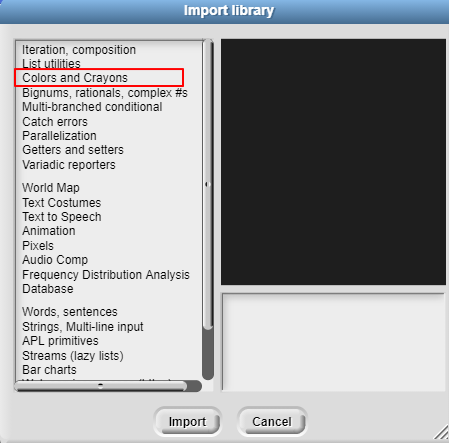 Import library
Iteration, composition
List utilities
Colors and Crayons
Bignums, rationals, complex #s
Multi-branched conditional
Catch errors
Parallelization
Getters and setters
Variadic reporters
World Map
Text Costumes
Text to Speech
Animation
Pixels
Audio Comp
Frequency Distribution Analysis
Database
Words, sentences
Strings, Multi-line input
APL primitives
Streams (lazy lists)
Bar charts
Import Cancel